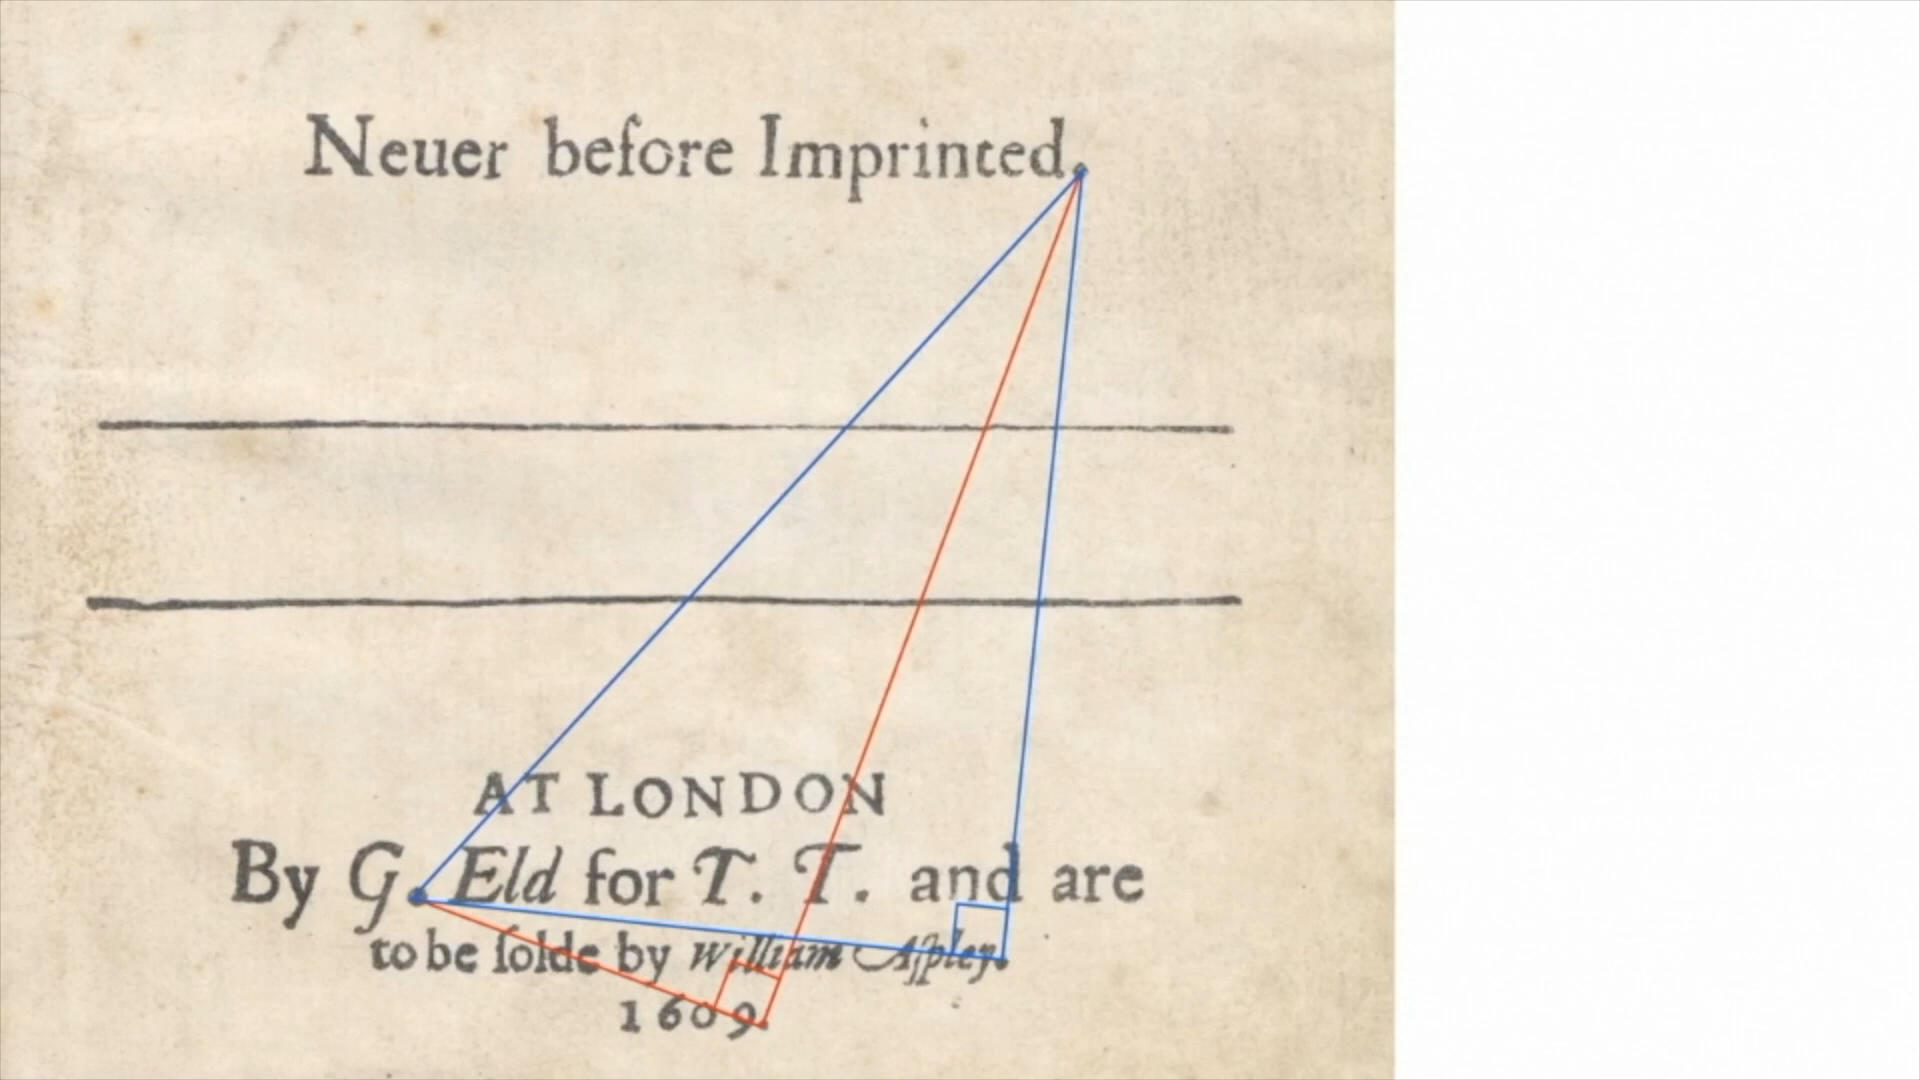 Neuer before Imprinted.
AT LONDON
By G. Eld for T. T. and are
to be ſolde by William Aſpley.
1609.